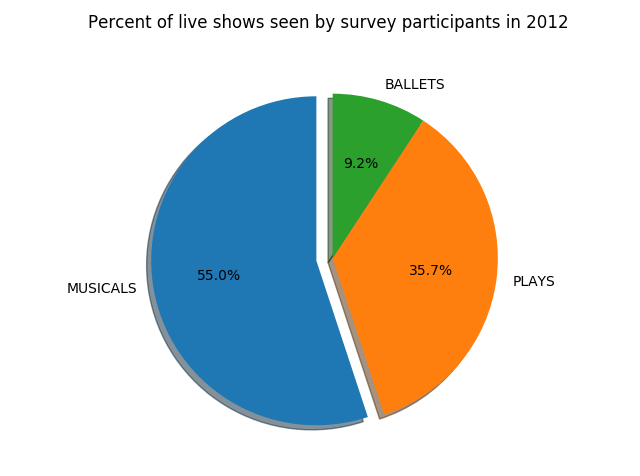 Percent of live shows seen by survey participants in 2012
BALLETS
9.2%
55.0%
35.7%
MUSICALS
PLAYS